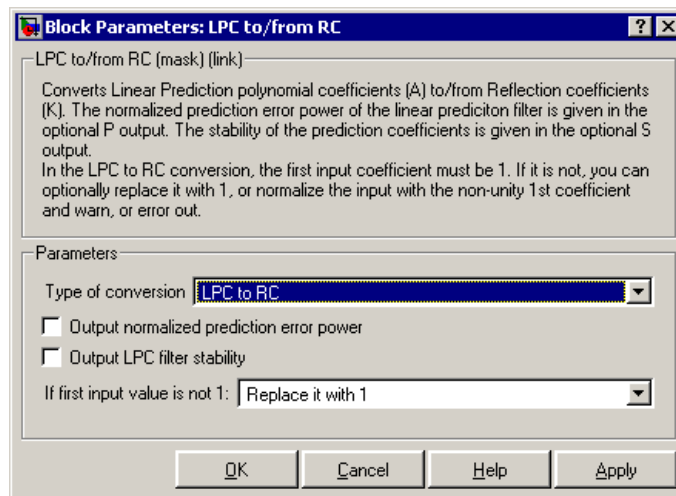 Block Parameters: LPC to/from RC
LPC to/from RC (mask) (link)
Converts Linear Prediction polynomial coefficients (A) to/from Reflection coefficients
(K). The normalized prediction error power of the linear prediciton filter is given in the
optional P output. The stability of the prediction coefficients is given in the optional S
output.
In the LPC to RC conversion, the first input coefficient must be 1. If it is not, you can
optionally replace it with 1, or normalize the input with the non-unity 1st coefficient
and warn, or error out.
Parameters
Type of conversion LPC to RC
Output normalized prediction error power
Output LPC filter stability
If first input value is not 1: Replace it with 1
OK Cancel Help Apply